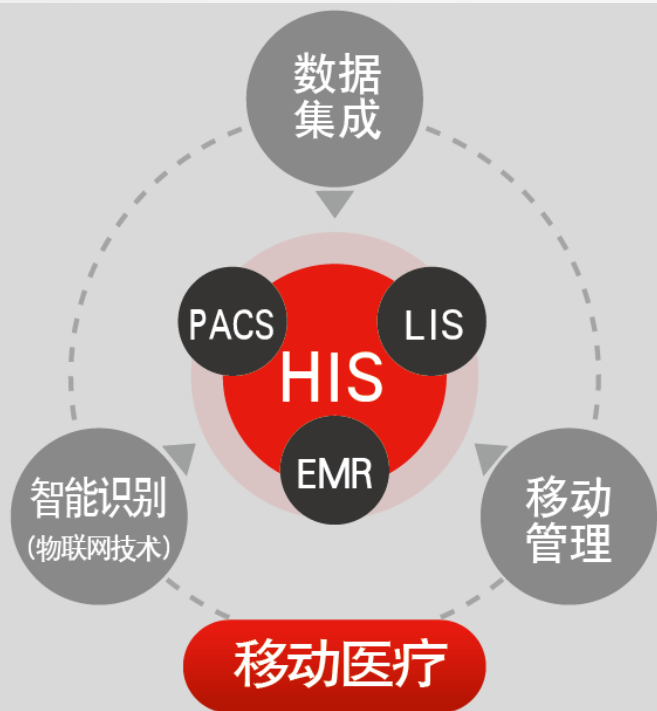 数据
集成
PACS
LIS
HIS
EMR
智能识别
（物联网技术）
移动
管理
移动医疗